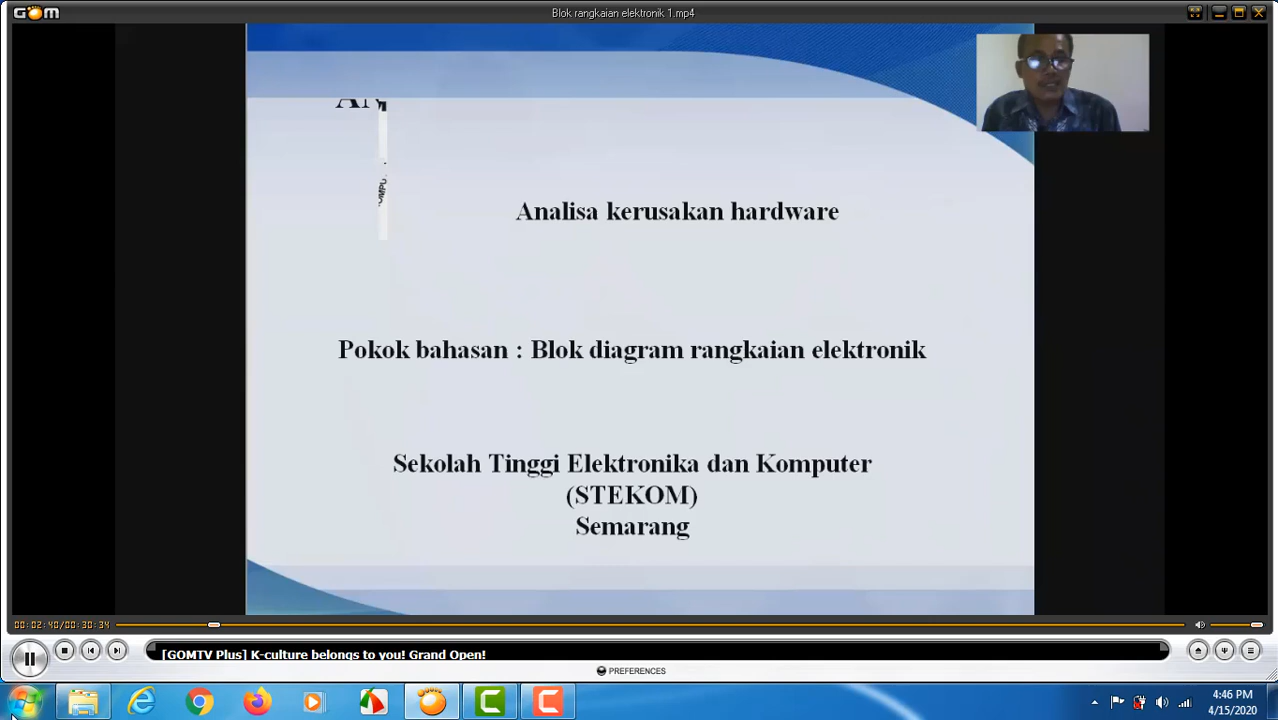 GOM
Blok rangkaian elektronik 1.mp4
AN
Analisa kerusakan hardware
Pokok bahasan : Blok diagram rangkaian elektronik
Sekolah Tinggi Elektronika dan Komputer
(STEKOM)
Semarang
00:02:40/00:30:34
[GOMTV Plus] K-culture belongs to you! Grand Open!
PREFERENCES
4:46 PM
4/15/2020